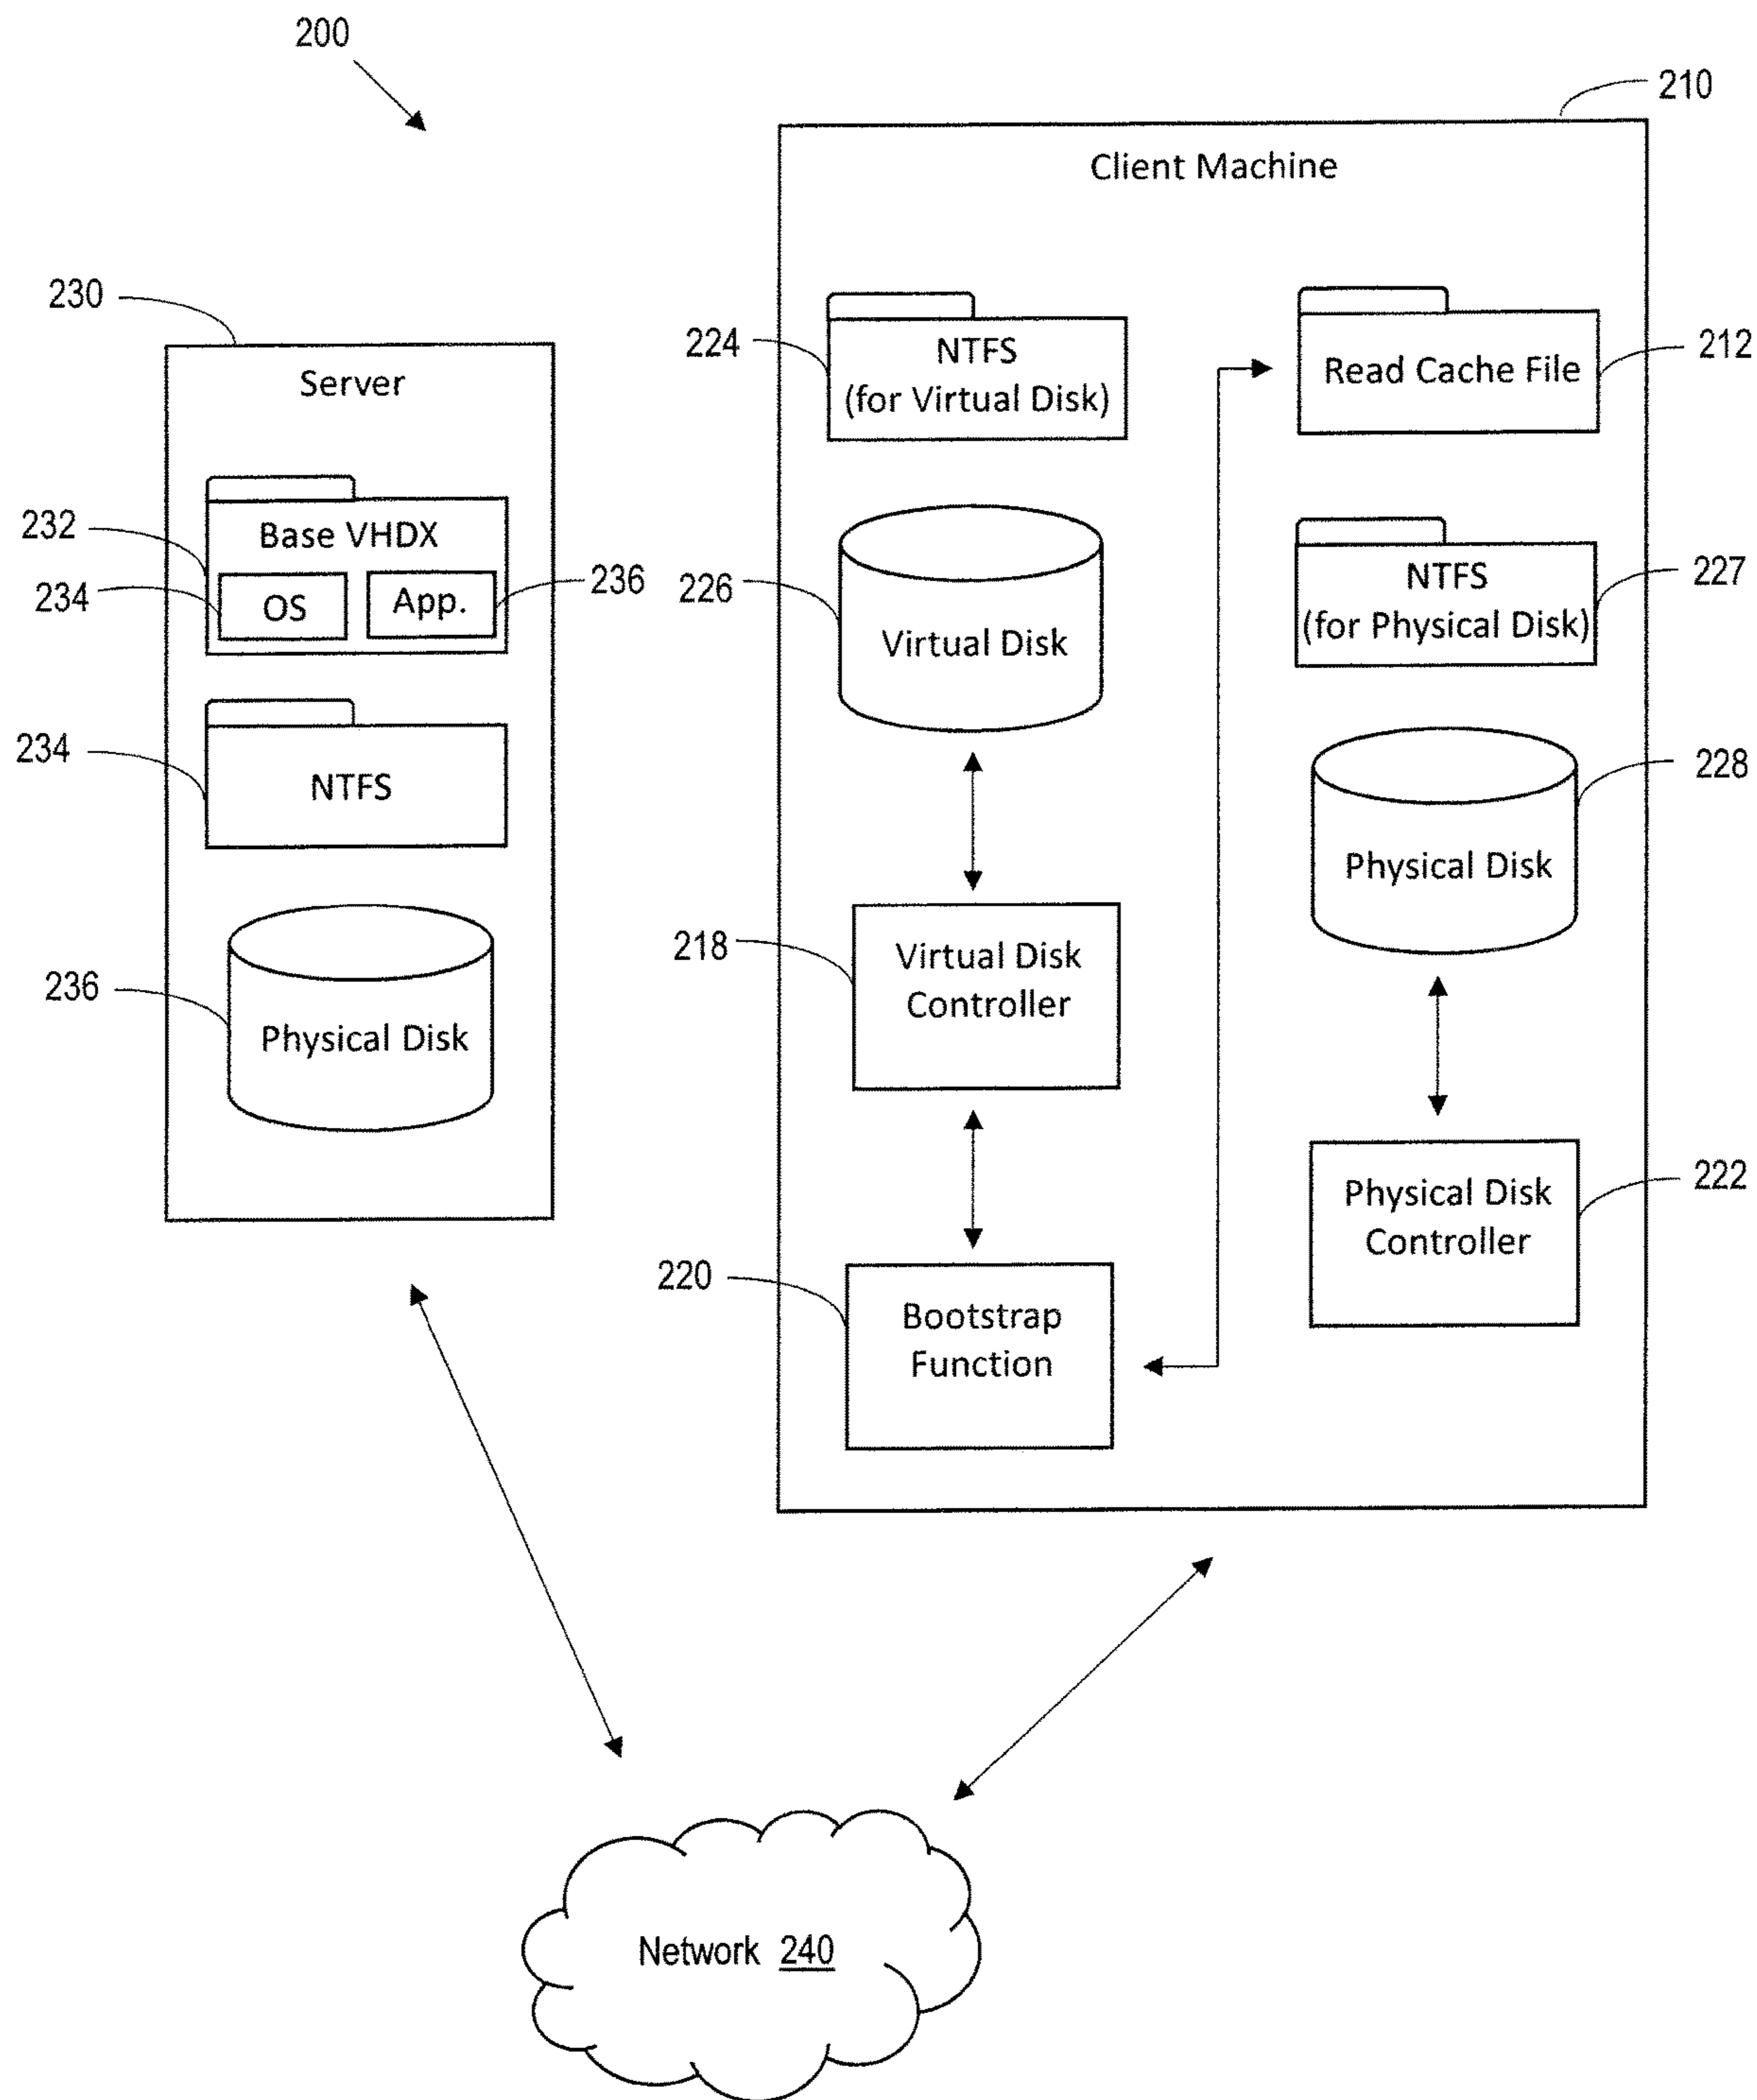 200
210
Client Machine
230
Server
232
Base VHDX
234
OS
App.
236
234
NTFS
236
Physical Disk
224
NTFS
(for Virtual Disk)
226
Virtual Disk
218
Virtual Disk
Controller
220
Bootstrap
Function
Read Cache File
212
NTFS
(for Physical Disk)
227
Physical Disk
228
Physical Disk
Controller
222
Network 240